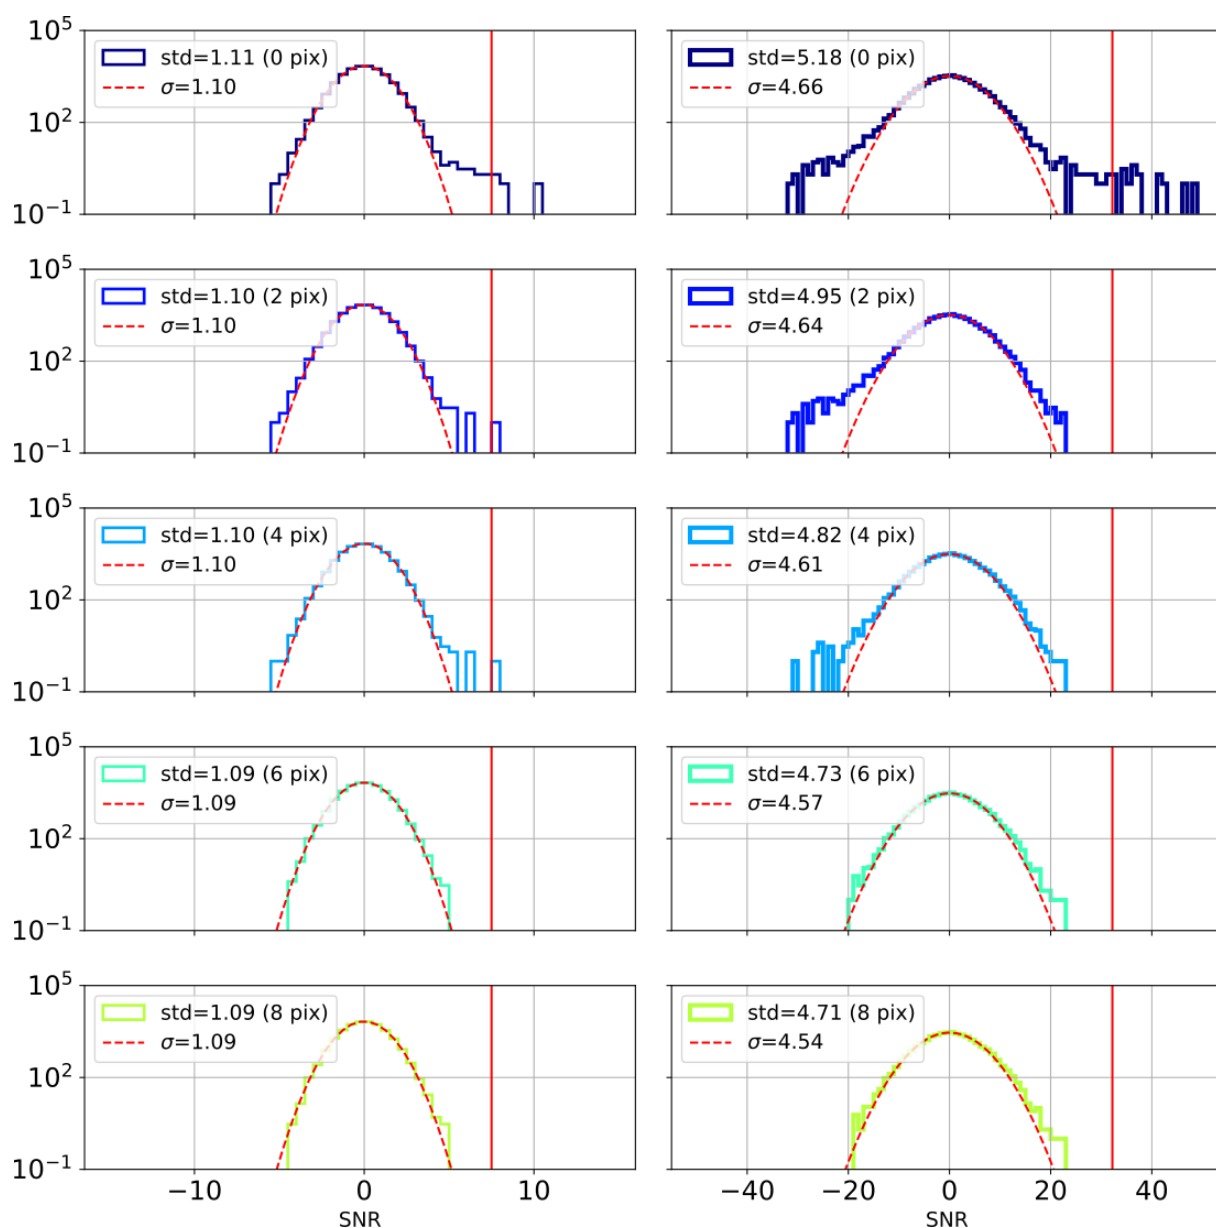 10^5
10^2
10^-1
std=1.11 (0 pix)
σ=1.10
std=5.18 (0 pix)
σ=4.66
10^5
10^2
10^-1
std=1.10 (2 pix)
σ=1.10
std=4.95 (2 pix)
σ=4.64
10^5
10^2
10^-1
std=1.10 (4 pix)
σ=1.10
std=4.82 (4 pix)
σ=4.61
10^5
10^2
10^-1
std=1.09 (6 pix)
σ=1.09
std=4.73 (6 pix)
σ=4.57
10^5
10^2
10^-1
std=1.09 (8 pix)
σ=1.09
std=4.71 (8 pix)
σ=4.54
−10 0 10
SNR
−40 −20 0 20 40
SNR